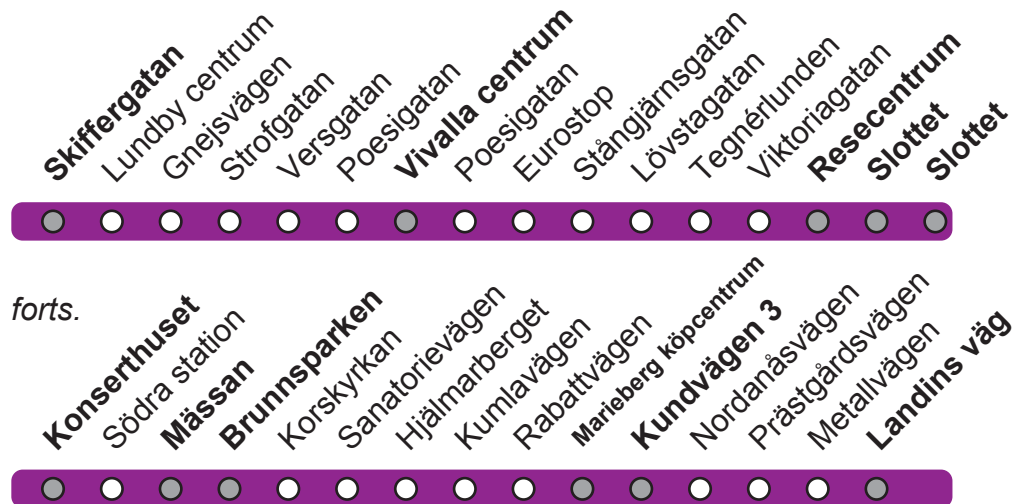 Skiffergatan
Lundby centrum
Gnejsvägen
Strofgatan
Versgatan
Poesigatan
Vivalla centrum
Poesigatan
Eurostop
Stångjärnsgatan
Lövstagatan
Tegnérlunden
Viktoriagatan
Resecentrum
Slottet
Slottet
forts.
Konserthuset
Södra station
Mässan
Brunnsparken
Korskyrkan
Sanatorievägen
Hjälmarberget
Kumlavägen
Rabattvägen
Marieberg köpcentrum
Kundvägen 3
Nordanåsvägen
Prästgårdsvägen
Metallvägen
Landins väg